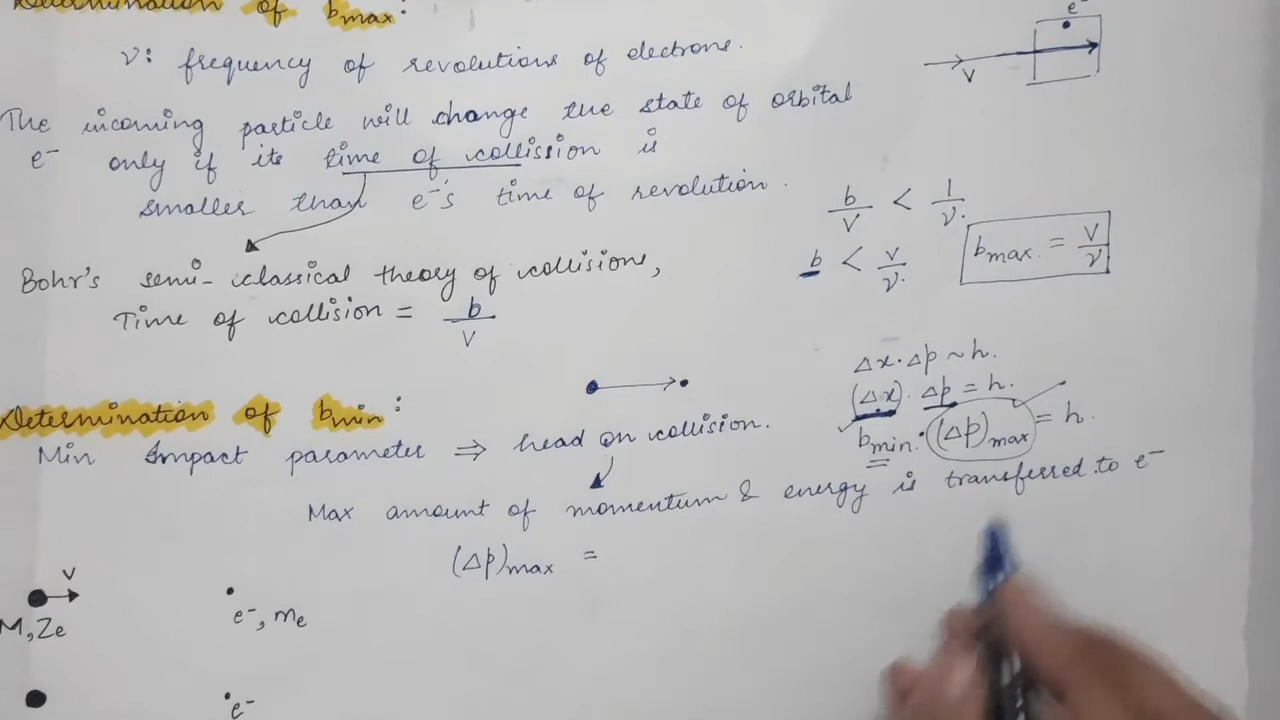 Determination of bmax:
ν: frequency of revolutions of electrons.
e⁻
V
The incoming particle will change the state of orbital
e⁻ only if its time of collission is
smaller than e⁻'s time of revolution.
b/V < 1/ν.
b < V/ν.
bmax. = V/ν
Bohr's semi-classical theory of collisions,
Time of collision = b/V
Δx·Δp ~ h.
(Δx)·Δp = h.
bmin·(Δp)max = h.
Determination of bmin:
Min Impact parameter ⇒ head on collision.
Max amount of momentum & energy is transferred to e⁻
(Δp)max =
V
M, Ze
e⁻, me
e⁻